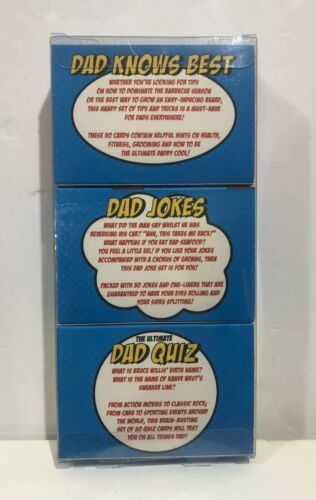 DAD KNOWS BEST
WHETHER YOU'RE LOOKING FOR TIPS
ON HOW TO DOMINATE THE BARBECUE SEASON
OR THE BEST WAY TO GROW AN ENVY-INDUCING BEARD,
THIS HANDY SET OF TIPS AND TRICKS IS A MUST-HAVE
FOR DADS EVERYWHERE!
THESE 50 CARDS CONTAIN HELPFUL HINTS ON HEALTH,
FITNESS, GROOMING AND HOW TO BE
THE ULTIMATE DADDY COOL!
DAD JOKES
WHAT DID THE MAN SAY WHILST HE WAS
REVERSING HIS CAR? "AHH, THIS TAKES ME BACK!"
WHAT HAPPENS IF YOU EAT BAD SEAFOOD?
YOU FEEL A LITTLE EEL! IF YOU LIKE YOUR JOKES
ACCOMPANIED WITH A CHORUS OF GROANS, THEN
THIS DAD JOKE SET IS FOR YOU!
PACKED WITH 50 JOKES AND ONE-LINERS THAT ARE
GUARANTEED TO HAVE YOUR EYES ROLLING AND
YOUR SIDES SPLITTING!
THE ULTIMATE
DAD QUIZ
WHAT IS BRUCE WILLIS' BIRTH NAME?
WHAT IS THE NAME OF KANYE WEST'S
SNEAKER LINE?
FROM ACTION MOVIES TO CLASSIC ROCK;
FROM CARS TO SPORTING EVENTS AROUND
THE WORLD, THIS BRAIN-BUSTING
SET OF 50 QUIZ CARDS WILL TEST
YOU ON ALL THINGS DAD!